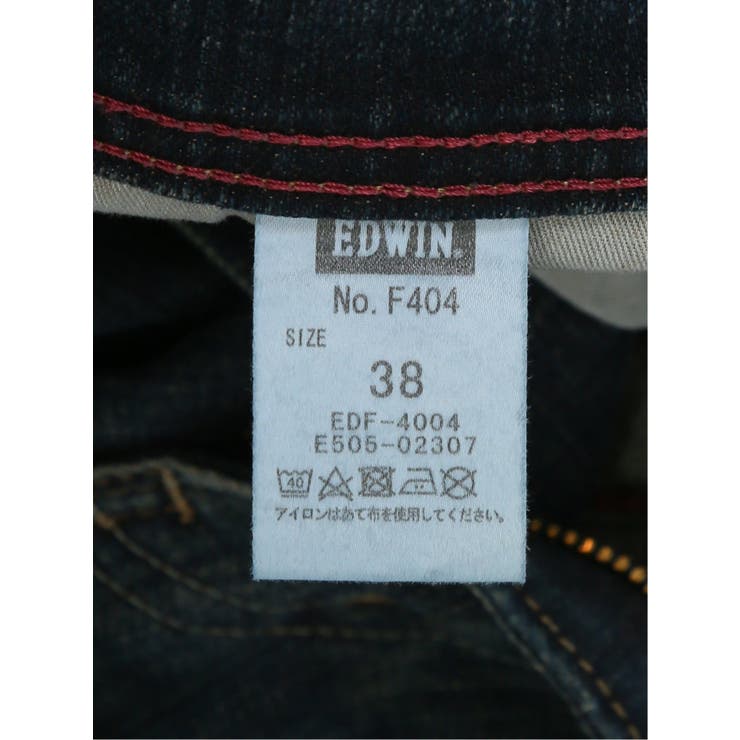 EDWIN®
No. F404
SIZE
38
EDF-4004
E505-02307
40
アイロンはあて布を使用してください。